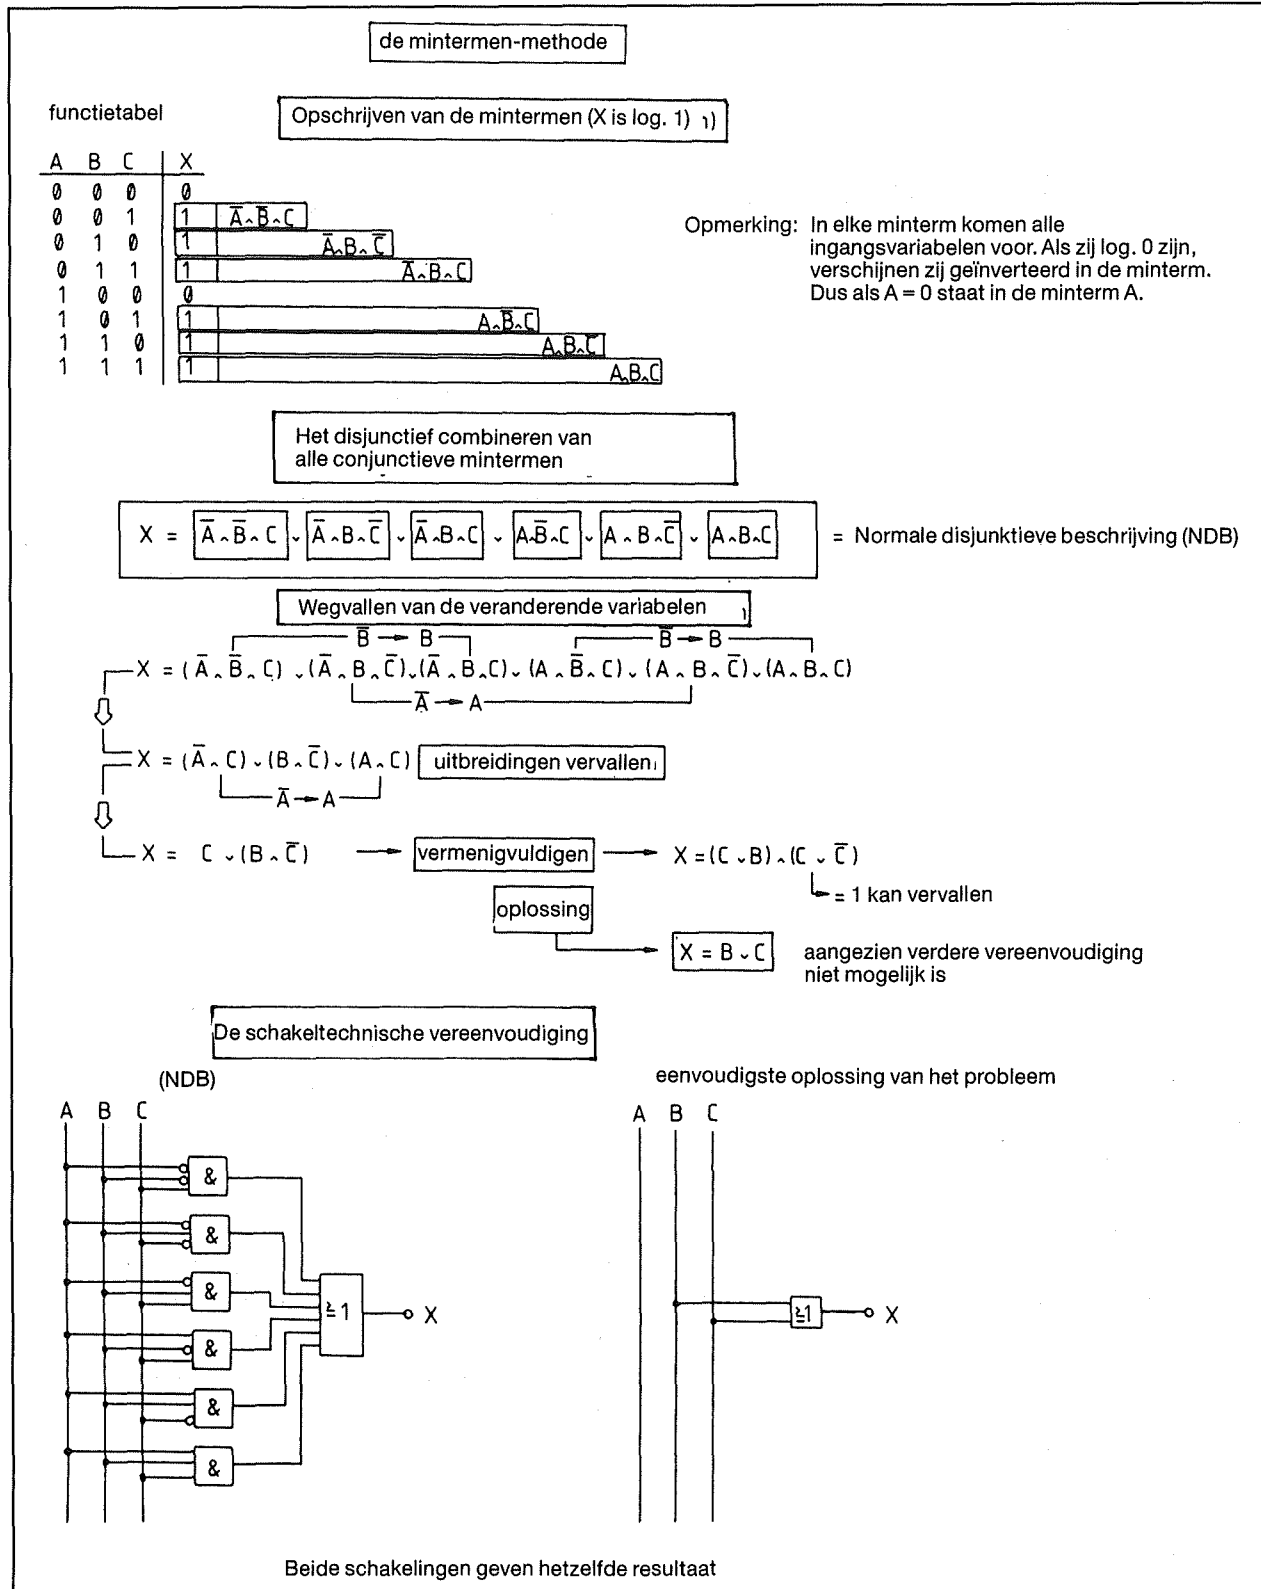 de mintermen-methode
functietabel
Opschrijven van de mintermen (X is log. 1) 1)
A B C X
0 0 0 0
0 0 1 1 A̅ ∧ B̅ ∧ C
0 1 0 1 A̅ ∧ B ∧ C̅
0 1 1 1 A̅ ∧ B ∧ C
1 0 0 0
1 0 1 1 A ∧ B̅ ∧ C
1 1 0 1 A ∧ B ∧ C̅
1 1 1 1 A ∧ B ∧ C
Opmerking: In elke minterm komen alle
ingangsvariabelen voor. Als zij log. 0 zijn,
verschijnen zij geïnverteerd in de minterm.
Dus als A = 0 staat in de minterm A.
Het disjunctief combineren van
alle conjunctieve mintermen
X = A̅ ∧ B̅ ∧ C ∨ A̅ ∧ B ∧ C̅ ∨ A̅ ∧ B ∧ C ∨ A ∧ B̅ ∧ C ∨ A ∧ B ∧ C̅ ∨ A ∧ B ∧ C = Normale disjunktieve beschrijving (NDB)
Wegvallen van de veranderende variabelen 1
B̅ → B B̅ → B
X = (A̅ ∧ B̅ ∧ C) ∨ (A̅ ∧ B ∧ C̅) ∨ (A̅ ∧ B ∧ C) ∨ (A ∧ B̅ ∧ C) ∨ (A ∧ B ∧ C̅) ∨ (A ∧ B ∧ C)
A̅ → A
X = (A̅ ∧ C) ∨ (B ∧ C̅) ∨ (A ∧ C) uitbreidingen vervallen
A̅ → A
X = C ∨ (B ∧ C̅) → vermenigvuldigen → X = (C ∨ B) ∧ (C ∨ C̅)
= 1 kan vervallen
oplossing
X = B ∨ C aangezien verdere vereenvoudiging
niet mogelijk is
De schakeltechnische vereenvoudiging
(NDB) eenvoudigste oplossing van het probleem
A B C A B C
&
&
&
≧1 X ≧1 X
&
&
&
Beide schakelingen geven hetzelfde resultaat